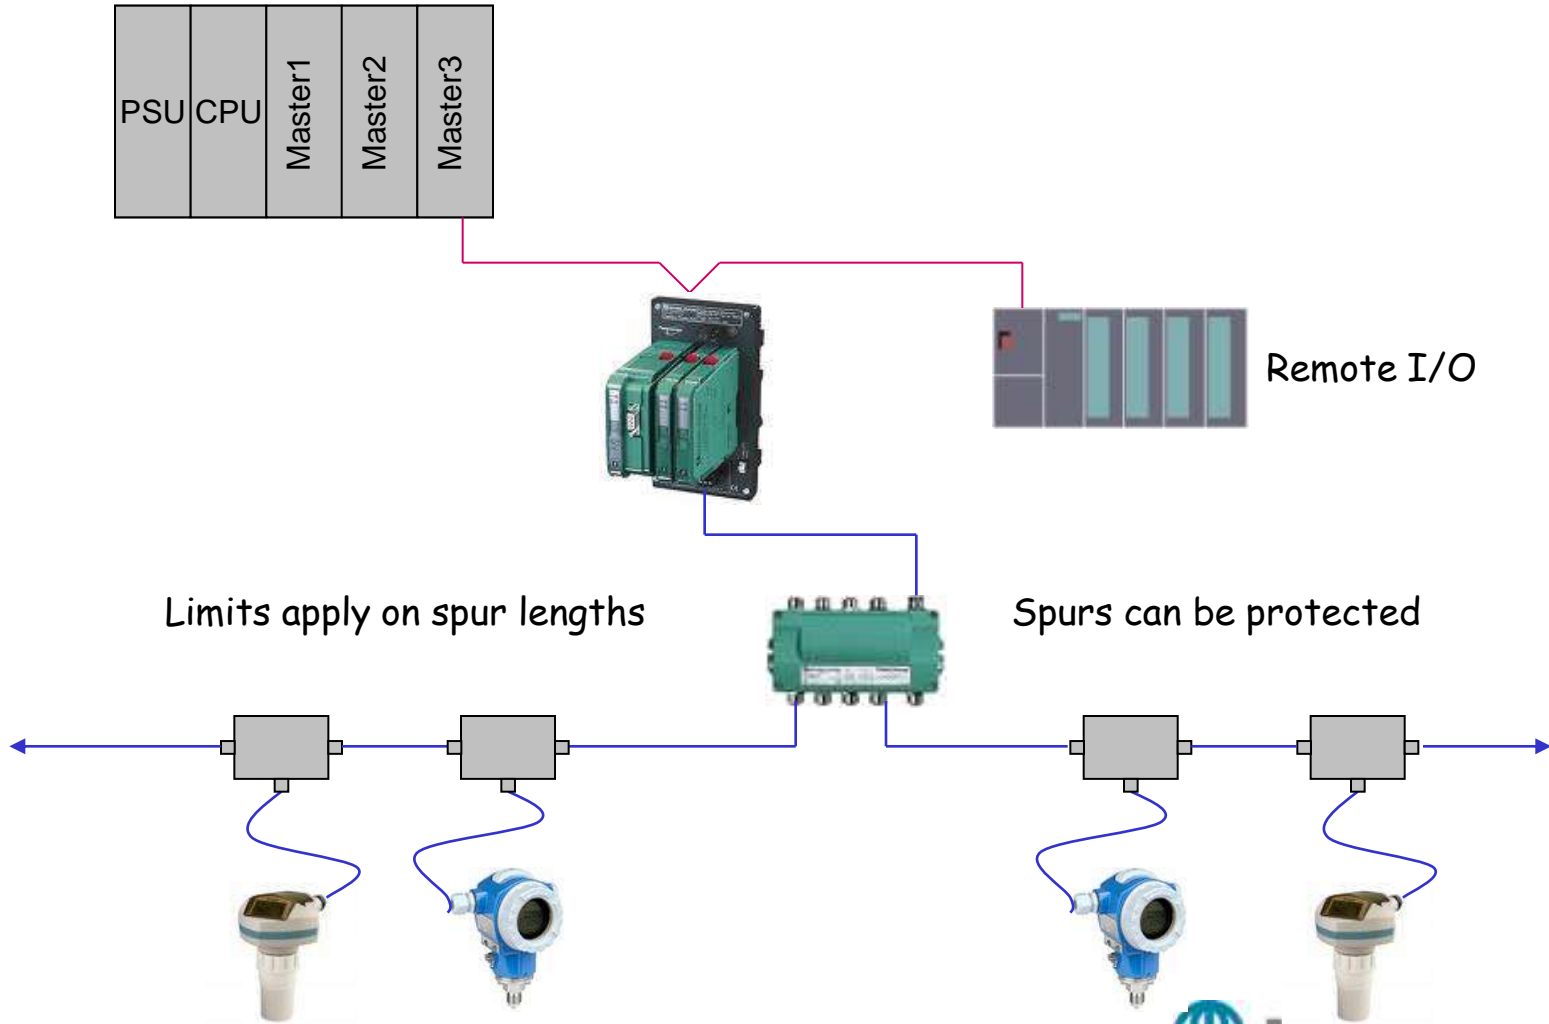 PSU
CPU
Master1
Master2
Master3
Remote I/O
Limits apply on spur lengths
Spurs can be protected